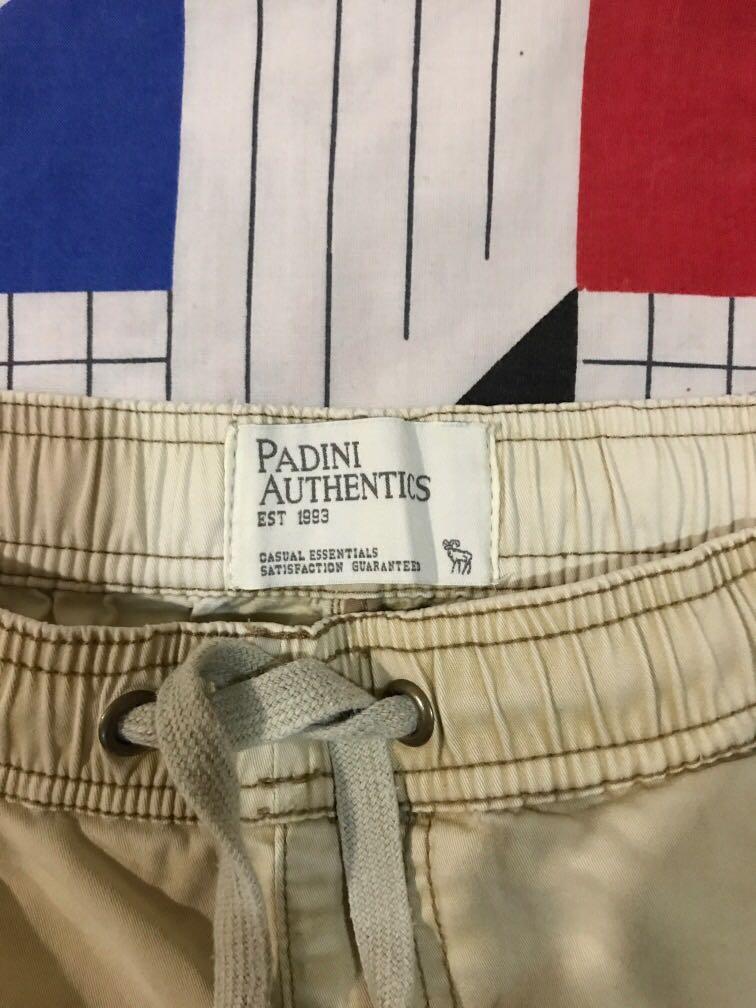 PADINI
AUTHENTICS
EST 1993
CASUAL ESSENTIALS
SATISFACTION GUARANTEED